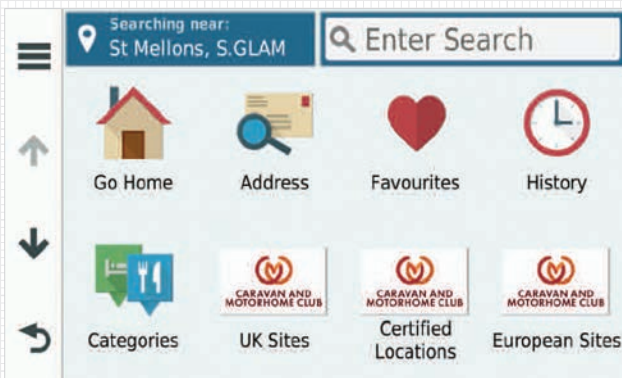 Searching near:
St Mellons, S.GLAM
Enter Search
Go Home
Address
Favourites
History
CARAVAN AND
MOTORHOME CLUB
CARAVAN AND
MOTORHOME CLUB
CARAVAN AND
MOTORHOME CLUB
Categories
UK Sites
Certified
Locations
European Sites